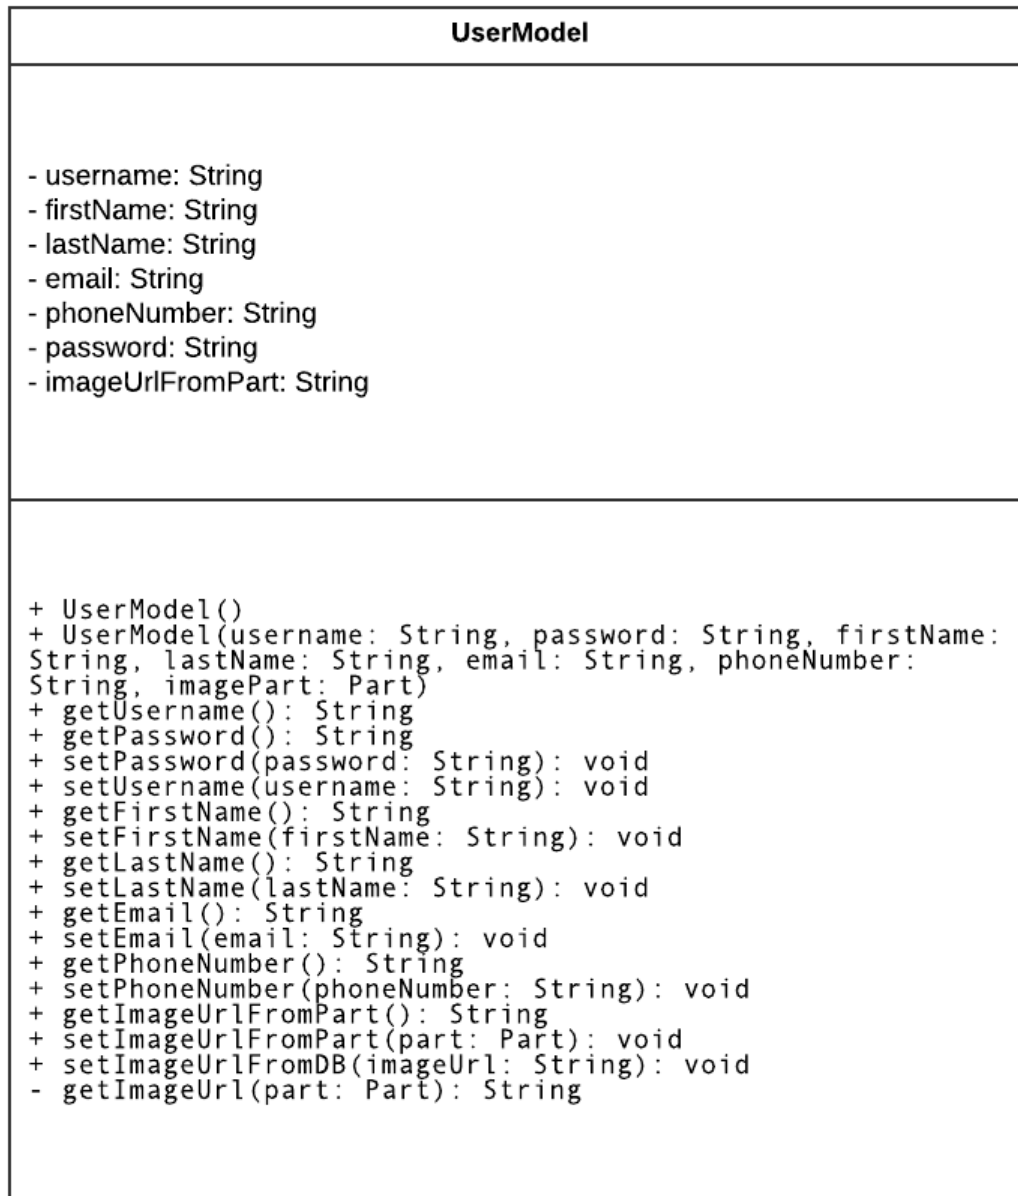 UserModel
- username: String
- firstName: String
- lastName: String
- email: String
- phoneNumber: String
- password: String
- imageUrlFromPart: String
+ UserModel()
+ UserModel(username: String, password: String, firstName:
String, lastName: String, email: String, phoneNumber:
String, imagePart: Part)
+ getUsername(): String
+ getPassword(): String
+ setPassword(password: String): void
+ setUsername(username: String): void
+ getFirstName(): String
+ setFirstName(firstName: String): void
+ getLastName(): String
+ setLastName(lastName: String): void
+ getEmail(): String
+ setEmail(email: String): void
+ getPhoneNumber(): String
+ setPhoneNumber(phoneNumber: String): void
+ getImageUrlFromPart(): String
+ setImageUrlFromPart(part: Part): void
+ setImageUrlFromDB(imageUrl: String): void
- getImageUrl(part: Part): String